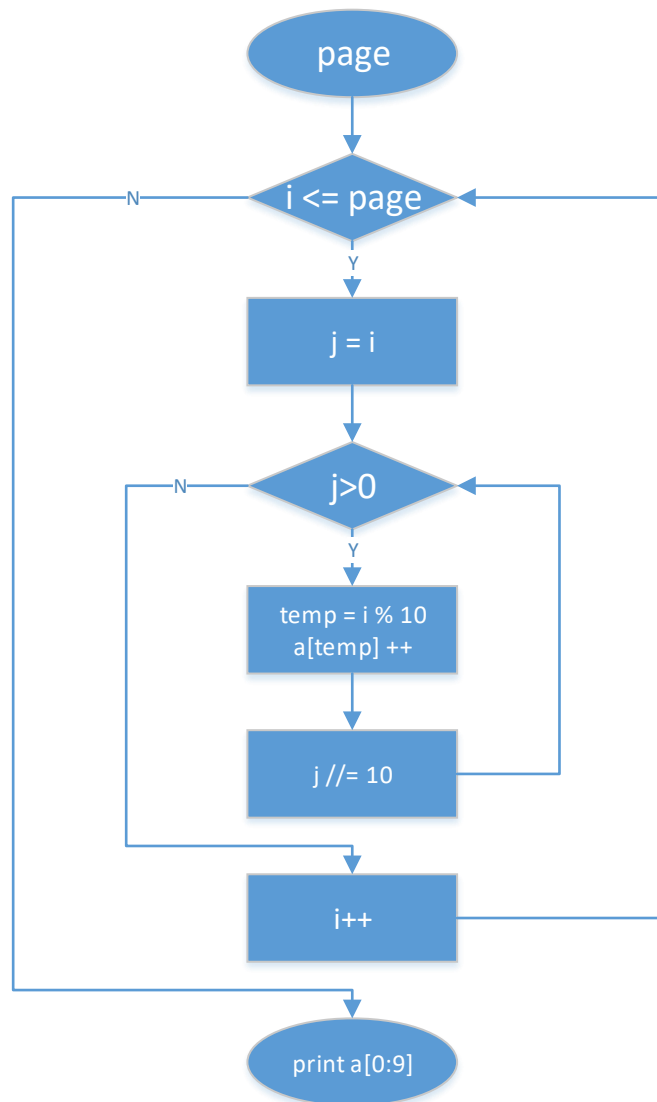 page
i <= page
N
Y
j = i
j>0
N
Y
temp = i % 10
a[temp] ++
j //= 10
i++
print a[0:9]